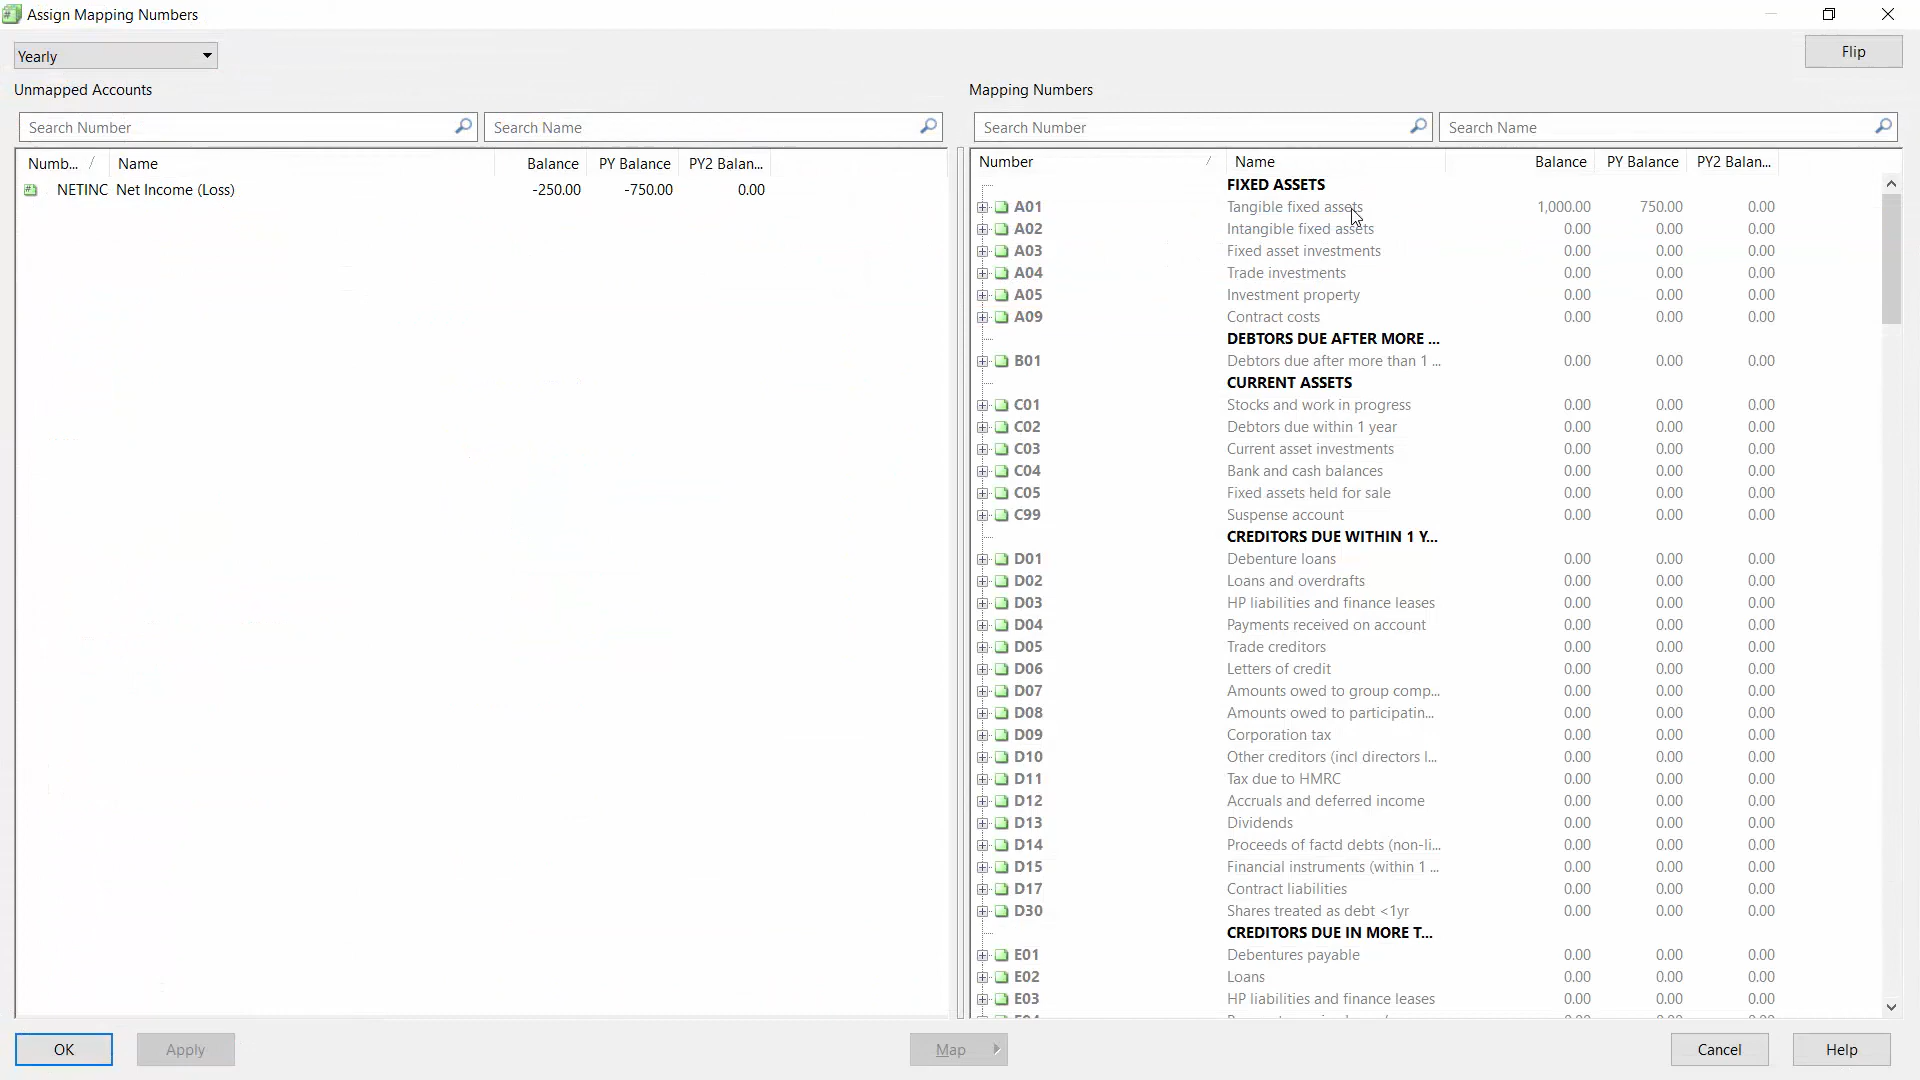 Assign Mapping Numbers
Yearly
Flip
Unmapped Accounts
Mapping Numbers
Search Number
Search Name
Search Number
Search Name
Numb... Name Balance PY Balance PY2 Balan...
NETINC Net Income (Loss) -250.00 -750.00 0.00
Number Name Balance PY Balance PY2 Balan...
FIXED ASSETS
A01 Tangible fixed assets 1,000.00 750.00 0.00
A02 Intangible fixed assets 0.00 0.00 0.00
A03 Fixed asset investments 0.00 0.00 0.00
A04 Trade investments 0.00 0.00 0.00
A05 Investment property 0.00 0.00 0.00
A09 Contract costs 0.00 0.00 0.00
DEBTORS DUE AFTER MORE ...
B01 Debtors due after more than 1 ... 0.00 0.00 0.00
CURRENT ASSETS
C01 Stocks and work in progress 0.00 0.00 0.00
C02 Debtors due within 1 year 0.00 0.00 0.00
C03 Current asset investments 0.00 0.00 0.00
C04 Bank and cash balances 0.00 0.00 0.00
C05 Fixed assets held for sale 0.00 0.00 0.00
C99 Suspense account 0.00 0.00 0.00
CREDITORS DUE WITHIN 1 Y...
D01 Debenture loans 0.00 0.00 0.00
D02 Loans and overdrafts 0.00 0.00 0.00
D03 HP liabilities and finance leases 0.00 0.00 0.00
D04 Payments received on account 0.00 0.00 0.00
D05 Trade creditors 0.00 0.00 0.00
D06 Letters of credit 0.00 0.00 0.00
D07 Amounts owed to group comp... 0.00 0.00 0.00
D08 Amounts owed to participatin... 0.00 0.00 0.00
D09 Corporation tax 0.00 0.00 0.00
D10 Other creditors (incl directors l... 0.00 0.00 0.00
D11 Tax due to HMRC 0.00 0.00 0.00
D12 Accruals and deferred income 0.00 0.00 0.00
D13 Dividends 0.00 0.00 0.00
D14 Proceeds of factd debts (non-li... 0.00 0.00 0.00
D15 Financial instruments (within 1 ... 0.00 0.00 0.00
D17 Contract liabilities 0.00 0.00 0.00
D30 Shares treated as debt <1yr 0.00 0.00 0.00
CREDITORS DUE IN MORE T...
E01 Debentures payable 0.00 0.00 0.00
E02 Loans 0.00 0.00 0.00
E03 HP liabilities and finance leases 0.00 0.00 0.00
OK
Apply
Map
Cancel
Help